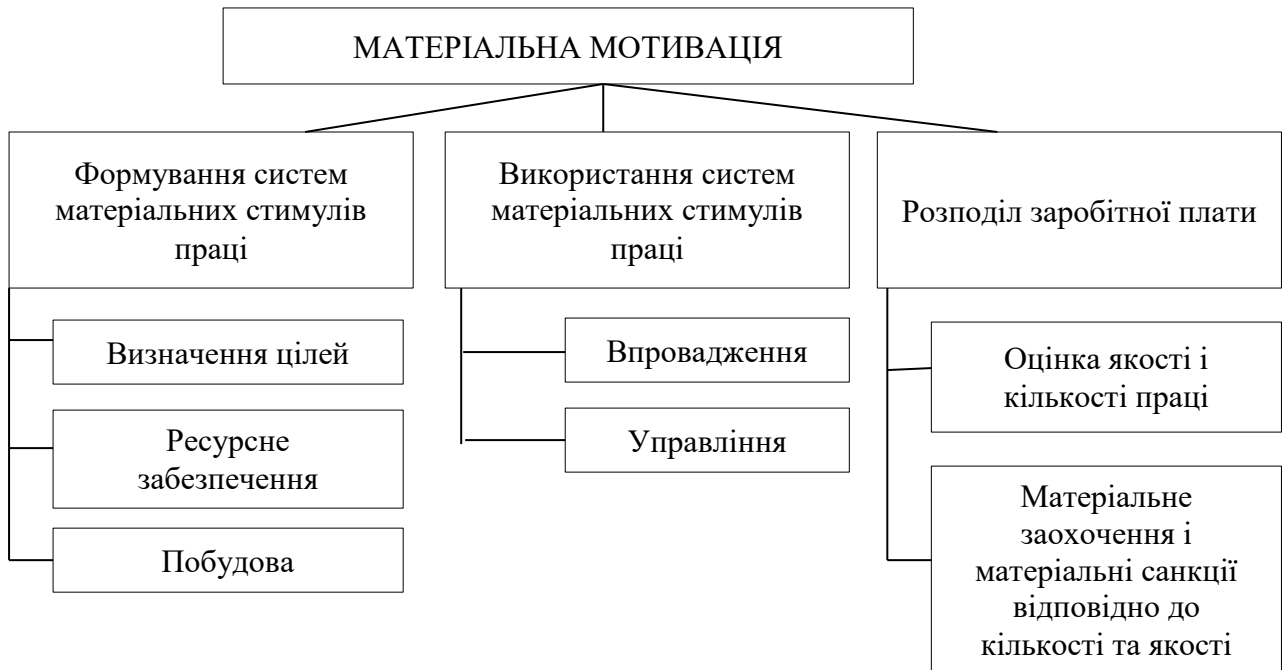 МАТЕРІАЛЬНА МОТИВАЦІЯ
Формування систем
матеріальних стимулів
праці
Визначення цілей
Ресурсне
забезпечення
Побудова
Використання систем
матеріальних стимулів
праці
Впровадження
Управління
Розподіл заробітної плати
Оцінка якості і
кількості праці
Матеріальне
заохочення і
матеріальні санкції
відповідно до
кількості та якості